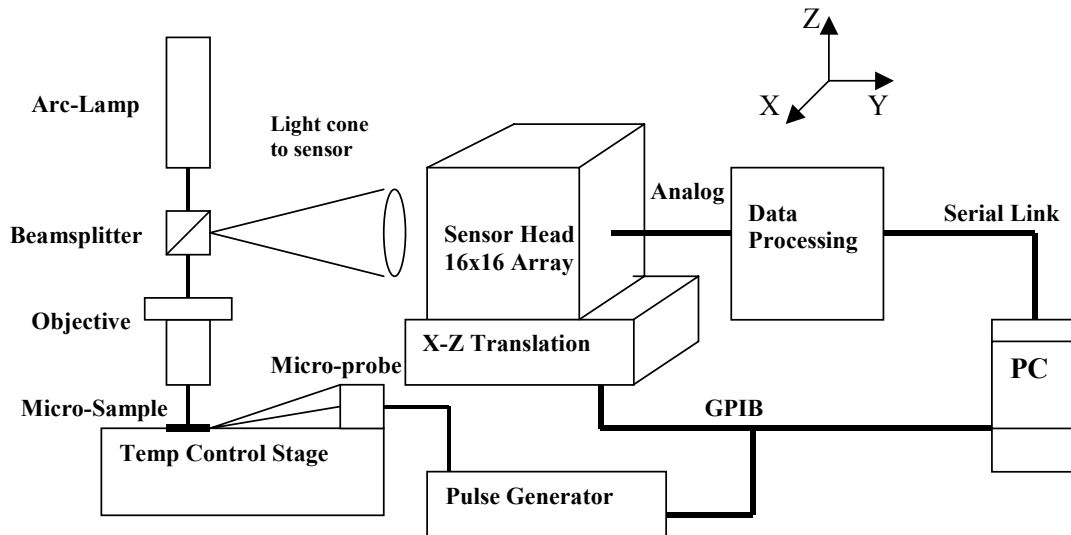 Z
Arc-Lamp
X
Y
Light cone
to sensor
Analog
Beamsplitter
Sensor Head
16x16 Array
Data
Processing
Serial Link
Objective
X-Z Translation
Micro-probe
PC
Micro-Sample
GPIB
Temp Control Stage
Pulse Generator